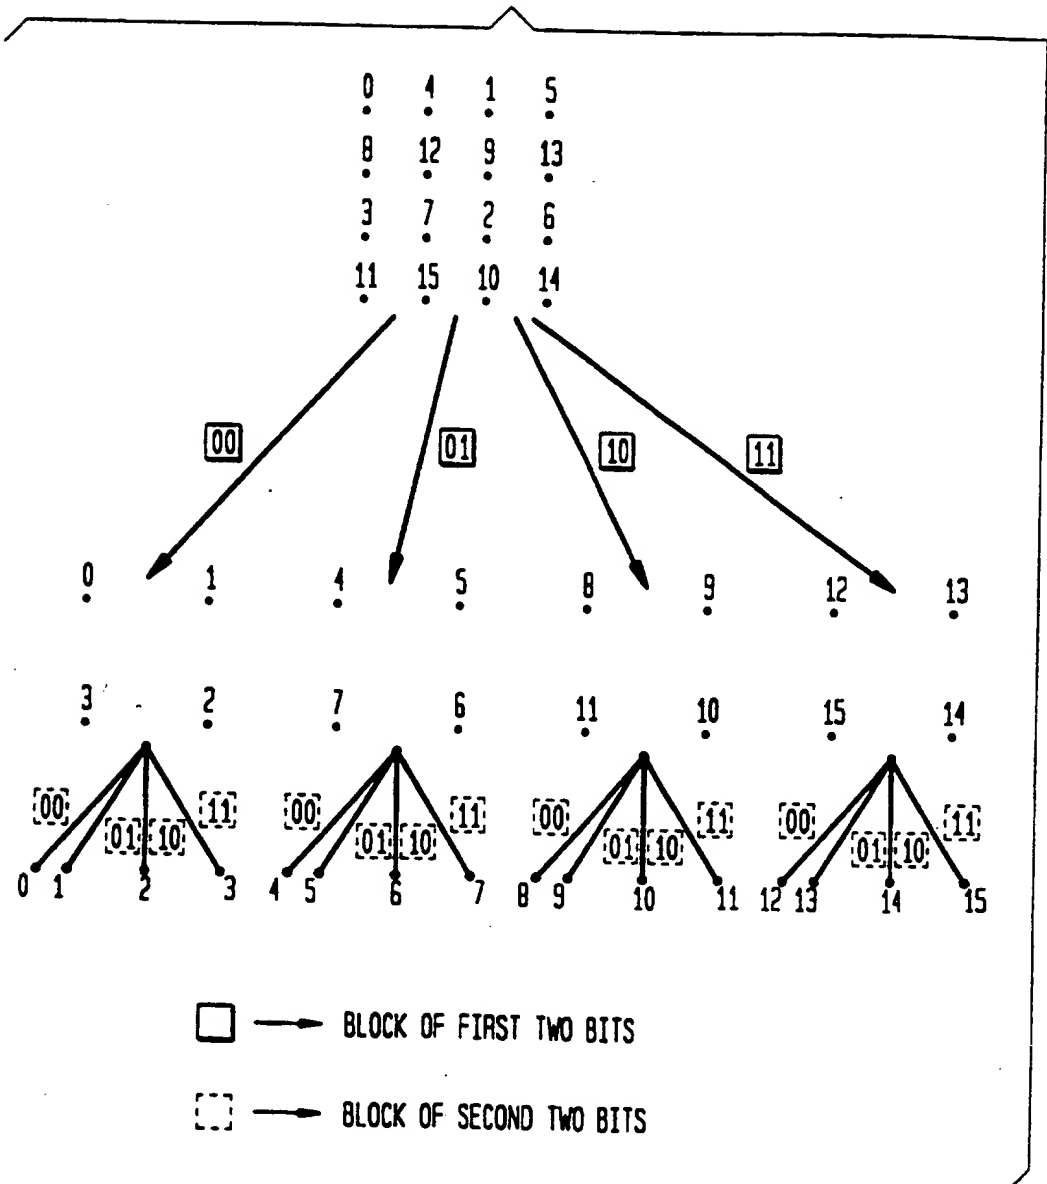 0 4 1 5
8 12 9 13
3 7 2 6
11 15 10 14
00 01 10 11
0 1 4 5 8 9 12 13
3 2 7 6 11 10 15 14
00 01 10 11 00 01 10 11 00 01 10 11 00 01 10 11
0 1 2 3 4 5 6 7 8 9 10 11 12 13 14 15
BLOCK OF FIRST TWO BITS
BLOCK OF SECOND TWO BITS